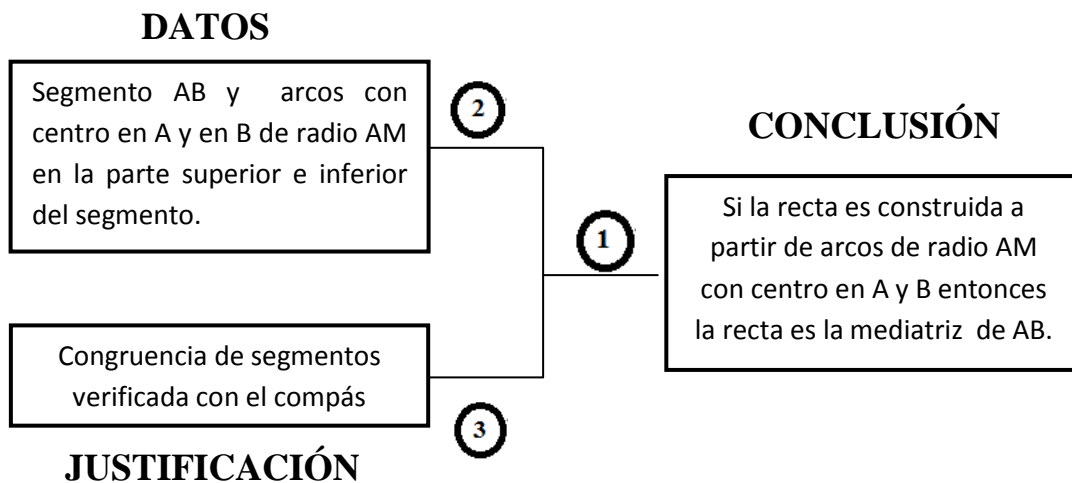 DATOS
Segmento AB y arcos con
centro en A y en B de radio AM
en la parte superior e inferior
del segmento.
2
CONCLUSIÓN
1
Si la recta es construida a
partir de arcos de radio AM
con centro en A y B entonces
la recta es la mediatriz de AB.
Congruencia de segmentos
verificada con el compás
3
JUSTIFICACIÓN